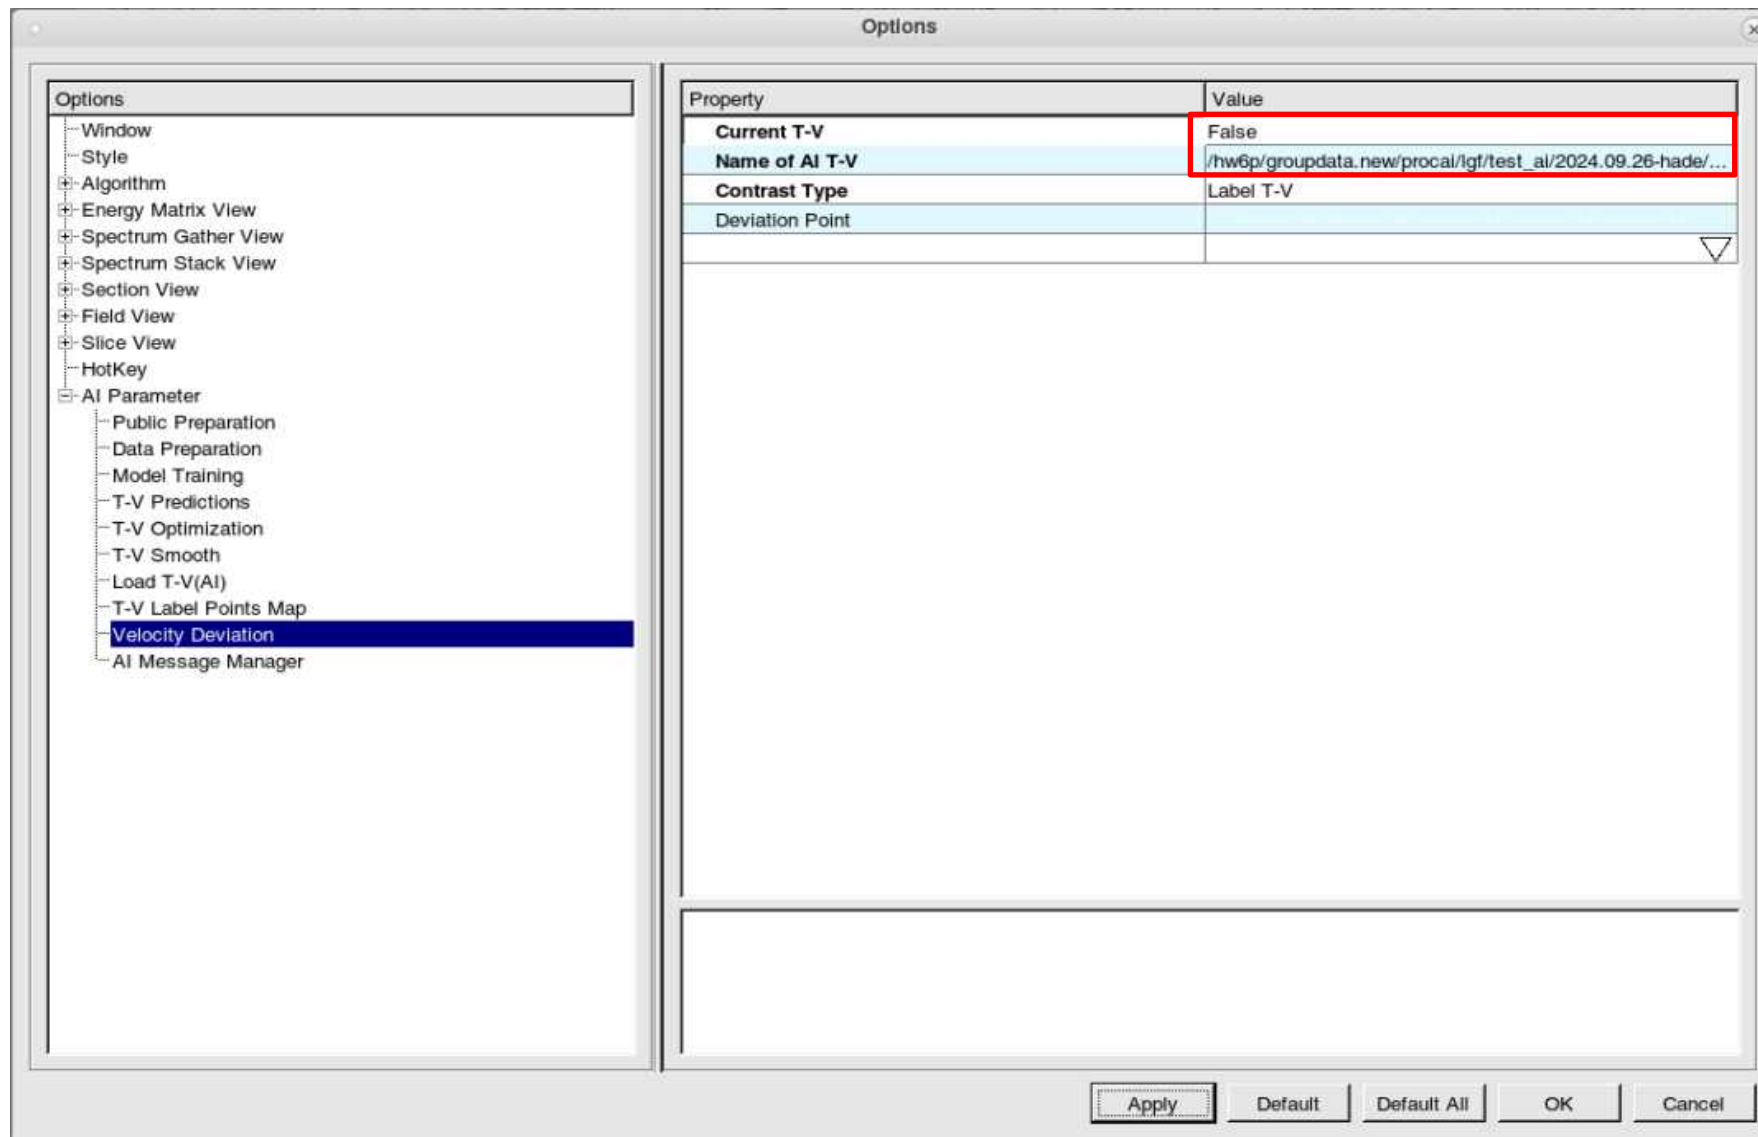 Options
Options
Window
Style
Algorithm
Energy Matrix View
Spectrum Gather View
Spectrum Stack View
Section View
Field View
Slice View
HotKey
AI Parameter
Public Preparation
Data Preparation
Model Training
T-V Predictions
T-V Optimization
T-V Smooth
Load T-V(AI)
T-V Label Points Map
Velocity Deviation
AI Message Manager
Property Value
Current T-V False
Name of AI T-V /hw6p/groupdata.new/procai/lgf/test_ai/2024.09.26-hade/...
Contrast Type Label T-V
Deviation Point
Apply Default Default All OK Cancel